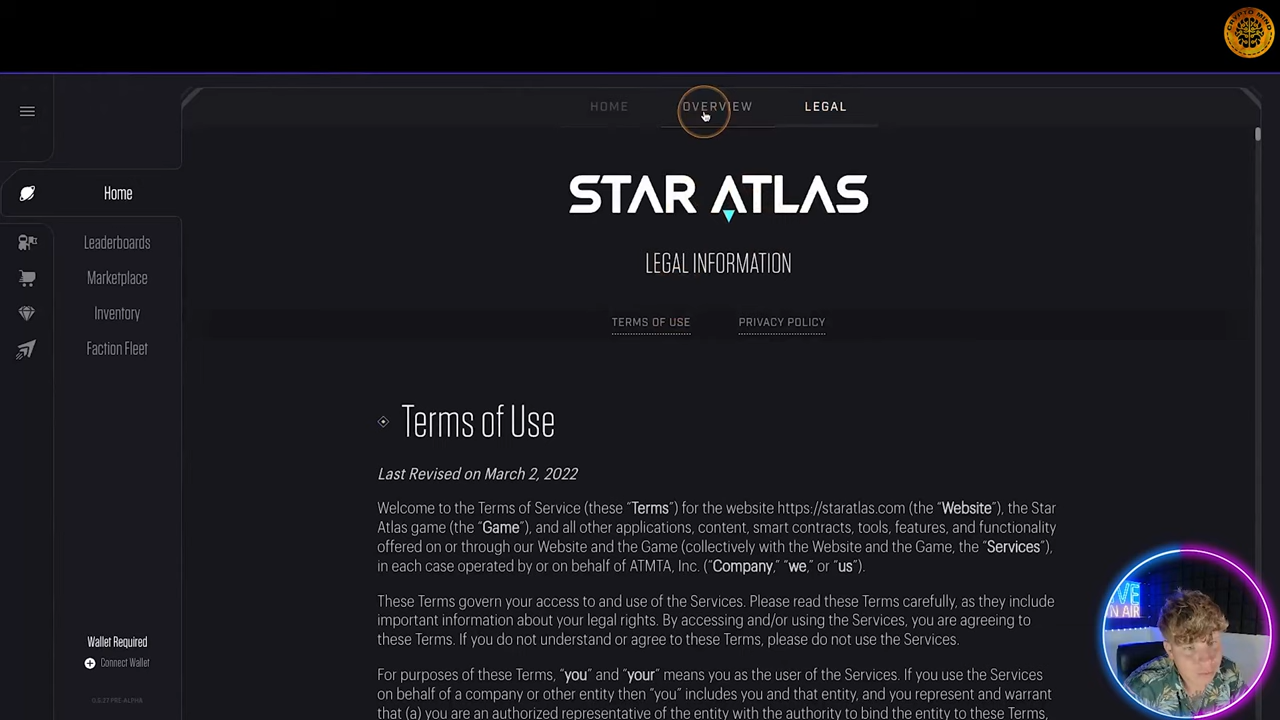 CRYPTO MIND
HOME OVERVIEW LEGAL
STAR ATLAS
LEGAL INFORMATION
TERMS OF USE PRIVACY POLICY
Home
Leaderboards
Marketplace
Inventory
Faction Fleet
Terms of Use
Last Revised on March 2, 2022
Welcome to the Terms of Service (these “Terms”) for the website https://staratlas.com (the “Website”), the Star
Atlas game (the “Game”), and all other applications, content, smart contracts, tools, features, and functionality
offered on or through our Website and the Game (collectively with the Website and the Game, the “Services”),
in each case operated by or on behalf of ATMTA, Inc. (“Company,” “we,” or “us”).
These Terms govern your access to and use of the Services. Please read these Terms carefully, as they include
important information about your legal rights. By accessing and/or using the Services, you are agreeing to
these Terms. If you do not understand or agree to these Terms, please do not use the Services.
For purposes of these Terms, “you” and “your” means you as the user of the Services. If you use the Services
on behalf of a company or other entity then “you” includes you and that entity, and you represent and warrant
that (a) you are an authorized representative of the entity with the authority to bind the entity to these Terms,
Wallet Required
Connect Wallet
ON AIR